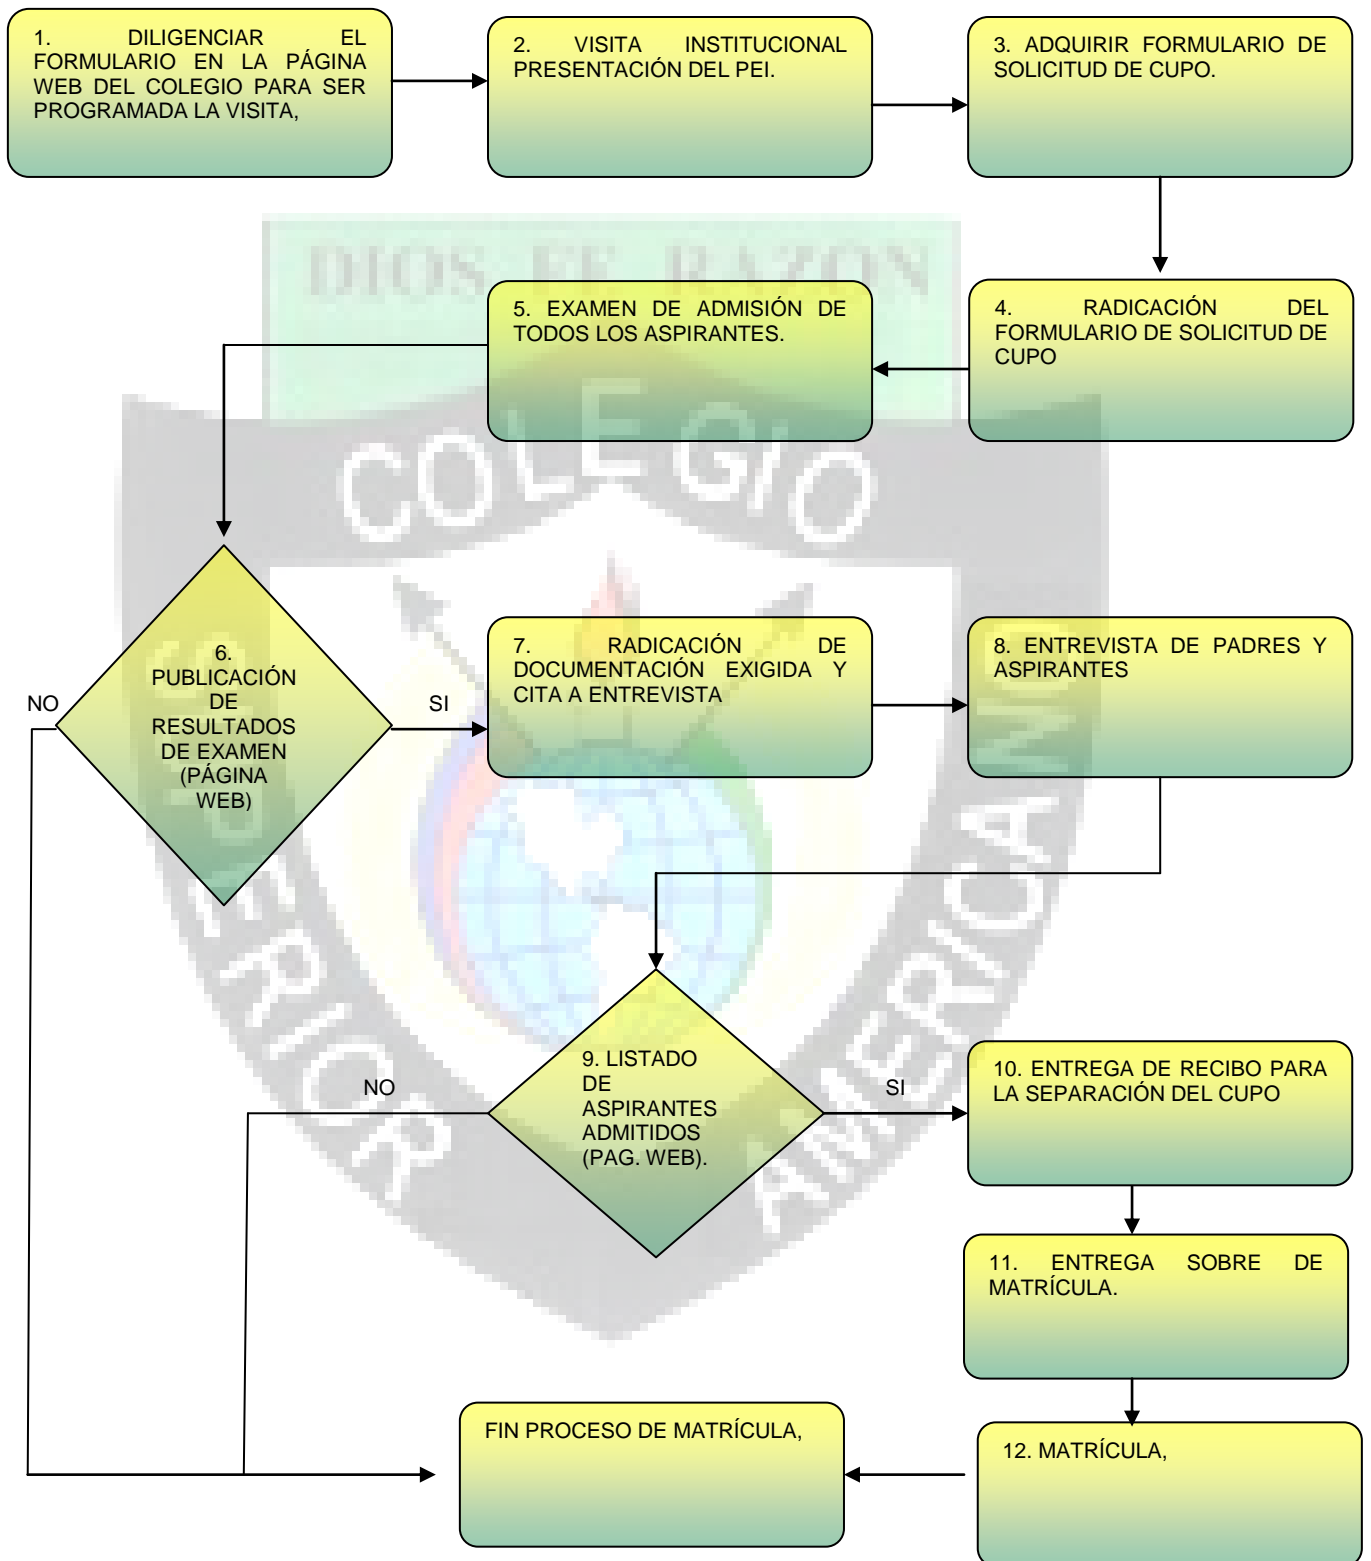 1. DILIGENCIAR EL
FORMULARIO EN LA PÁGINA
WEB DEL COLEGIO PARA SER
PROGRAMADA LA VISITA,
2. VISITA INSTITUCIONAL
PRESENTACIÓN DEL PEI.
3. ADQUIRIR FORMULARIO DE
SOLICITUD DE CUPO.
DIOS FE RAZON
5. EXAMEN DE ADMISIÓN DE
TODOS LOS ASPIRANTES.
4. RADICACIÓN DEL
FORMULARIO DE SOLICITUD DE
CUPO
COLEGIO
6.
PUBLICACIÓN
DE
RESULTADOS
DE EXAMEN
(PÁGINA
WEB)
NO
SI
7. RADICACIÓN DE
DOCUMENTACIÓN EXIGIDA Y
CITA A ENTREVISTA
8. ENTREVISTA DE PADRES Y
ASPIRANTES
AMERICANO
9. LISTADO
DE
ASPIRANTES
ADMITIDOS
(PAG. WEB).
NO
SI
10. ENTREGA DE RECIBO PARA
LA SEPARACIÓN DEL CUPO
11. ENTREGA SOBRE DE
MATRÍCULA.
FIN PROCESO DE MATRÍCULA,
12. MATRÍCULA,